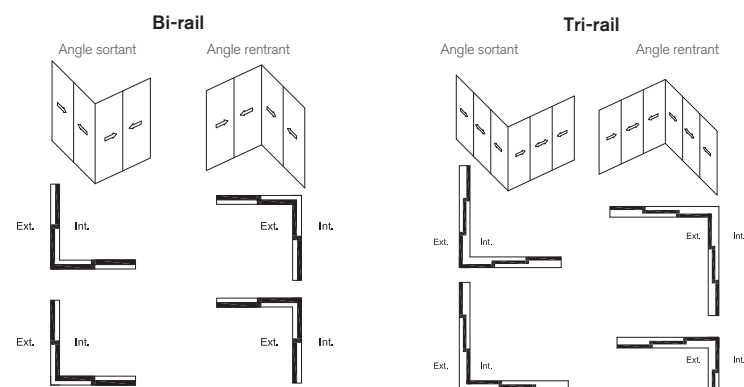 Bi-rail
Tri-rail
Angle sortant
Angle rentrant
Angle sortant
Angle rentrant
Ext.
Int.
Ext.
Int.
Ext.
Int.
Ext.
Int.
Ext.
Int.
Ext.
Int.
Ext.
Int.
Ext.
Int.